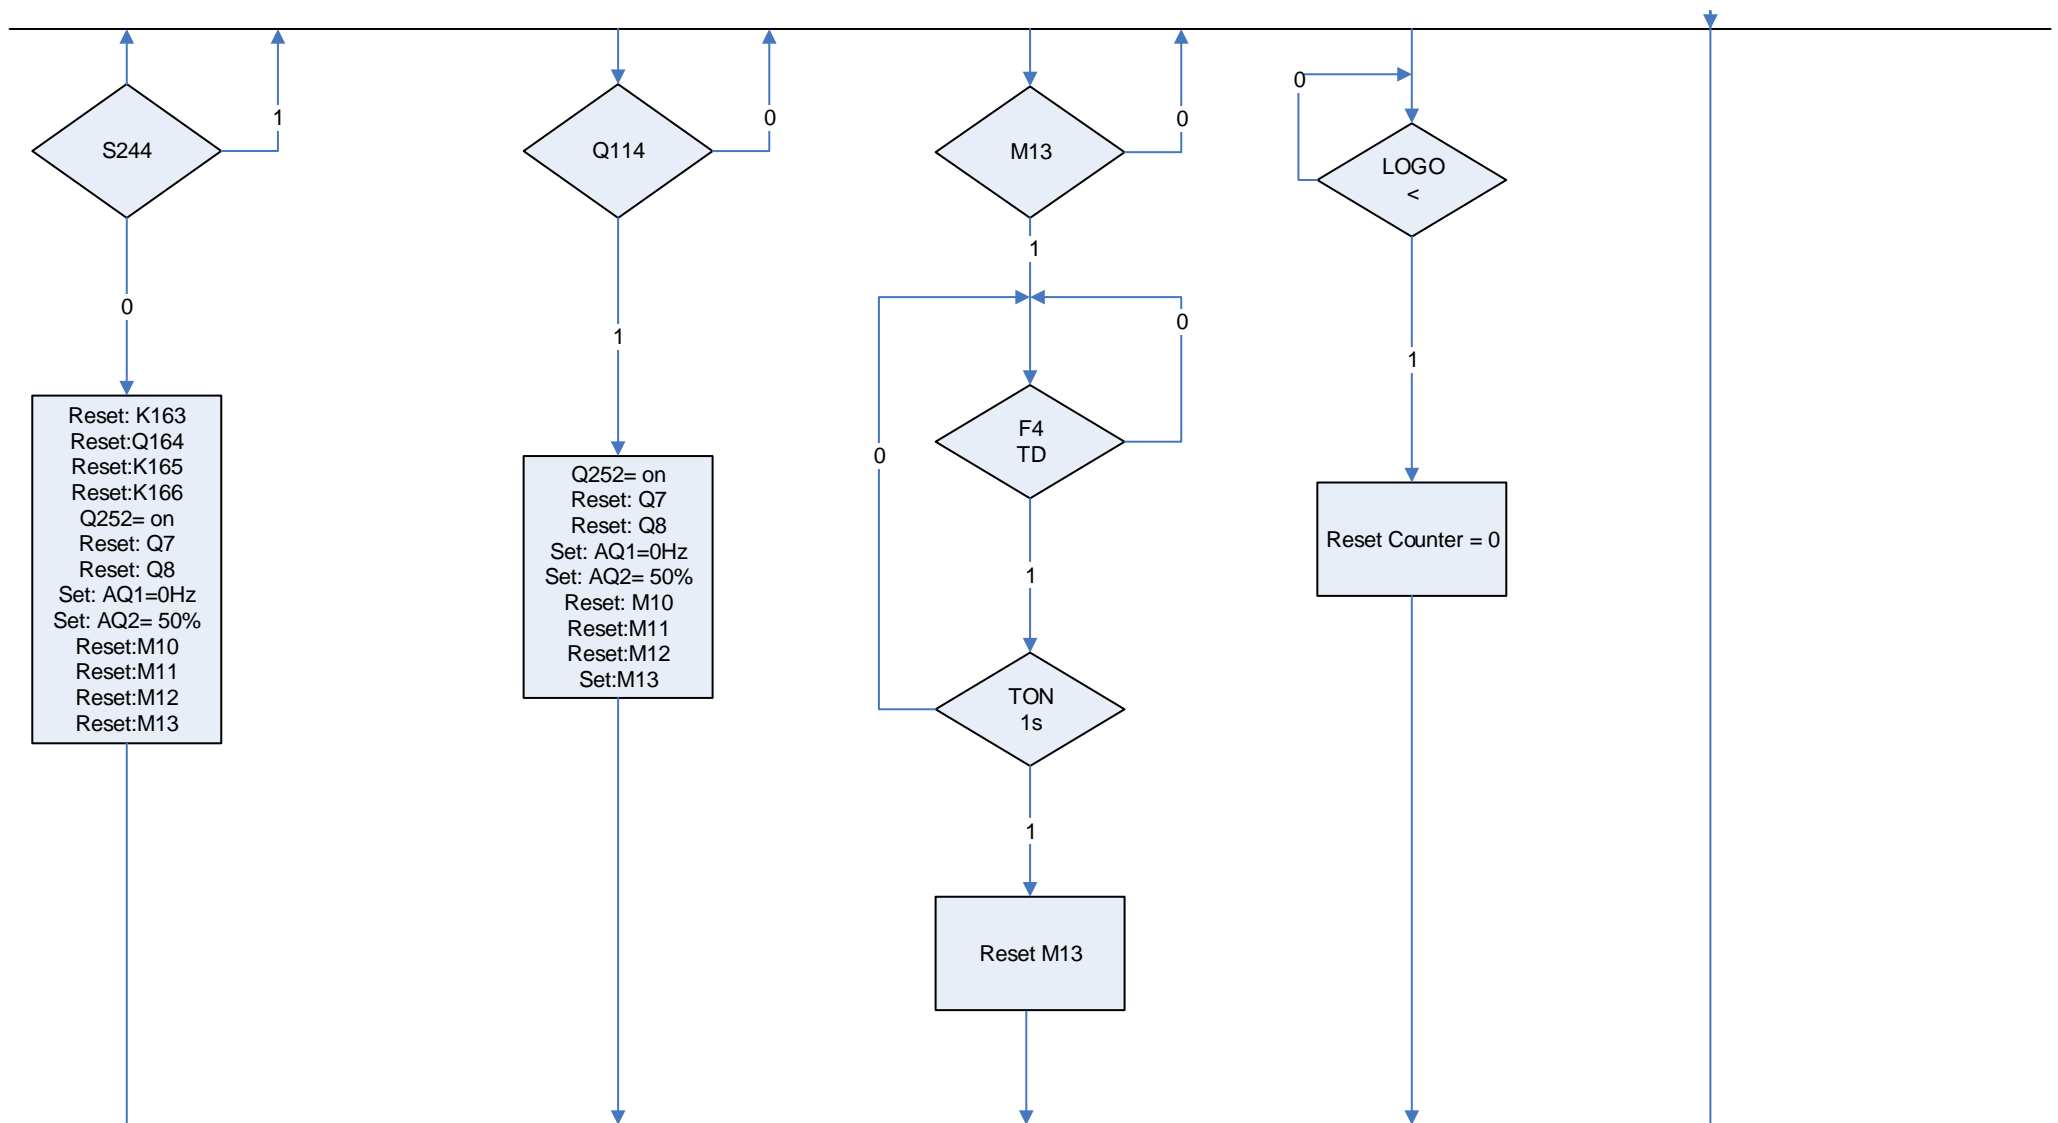 S244
1
0
Reset: K163
Reset:Q164
Reset:K165
Reset:K166
Q252= on
Reset: Q7
Reset: Q8
Set: AQ1=0Hz
Set: AQ2= 50%
Reset:M10
Reset:M11
Reset:M12
Reset:M13
Q114
0
1
Q252= on
Reset: Q7
Reset: Q8
Set: AQ1=0Hz
Set: AQ2= 50%
Reset: M10
Reset:M11
Reset:M12
Set:M13
M13
0
1
0
0
F4
TD
1
TON
1s
1
Reset M13
0
LOGO
<
1
Reset Counter = 0